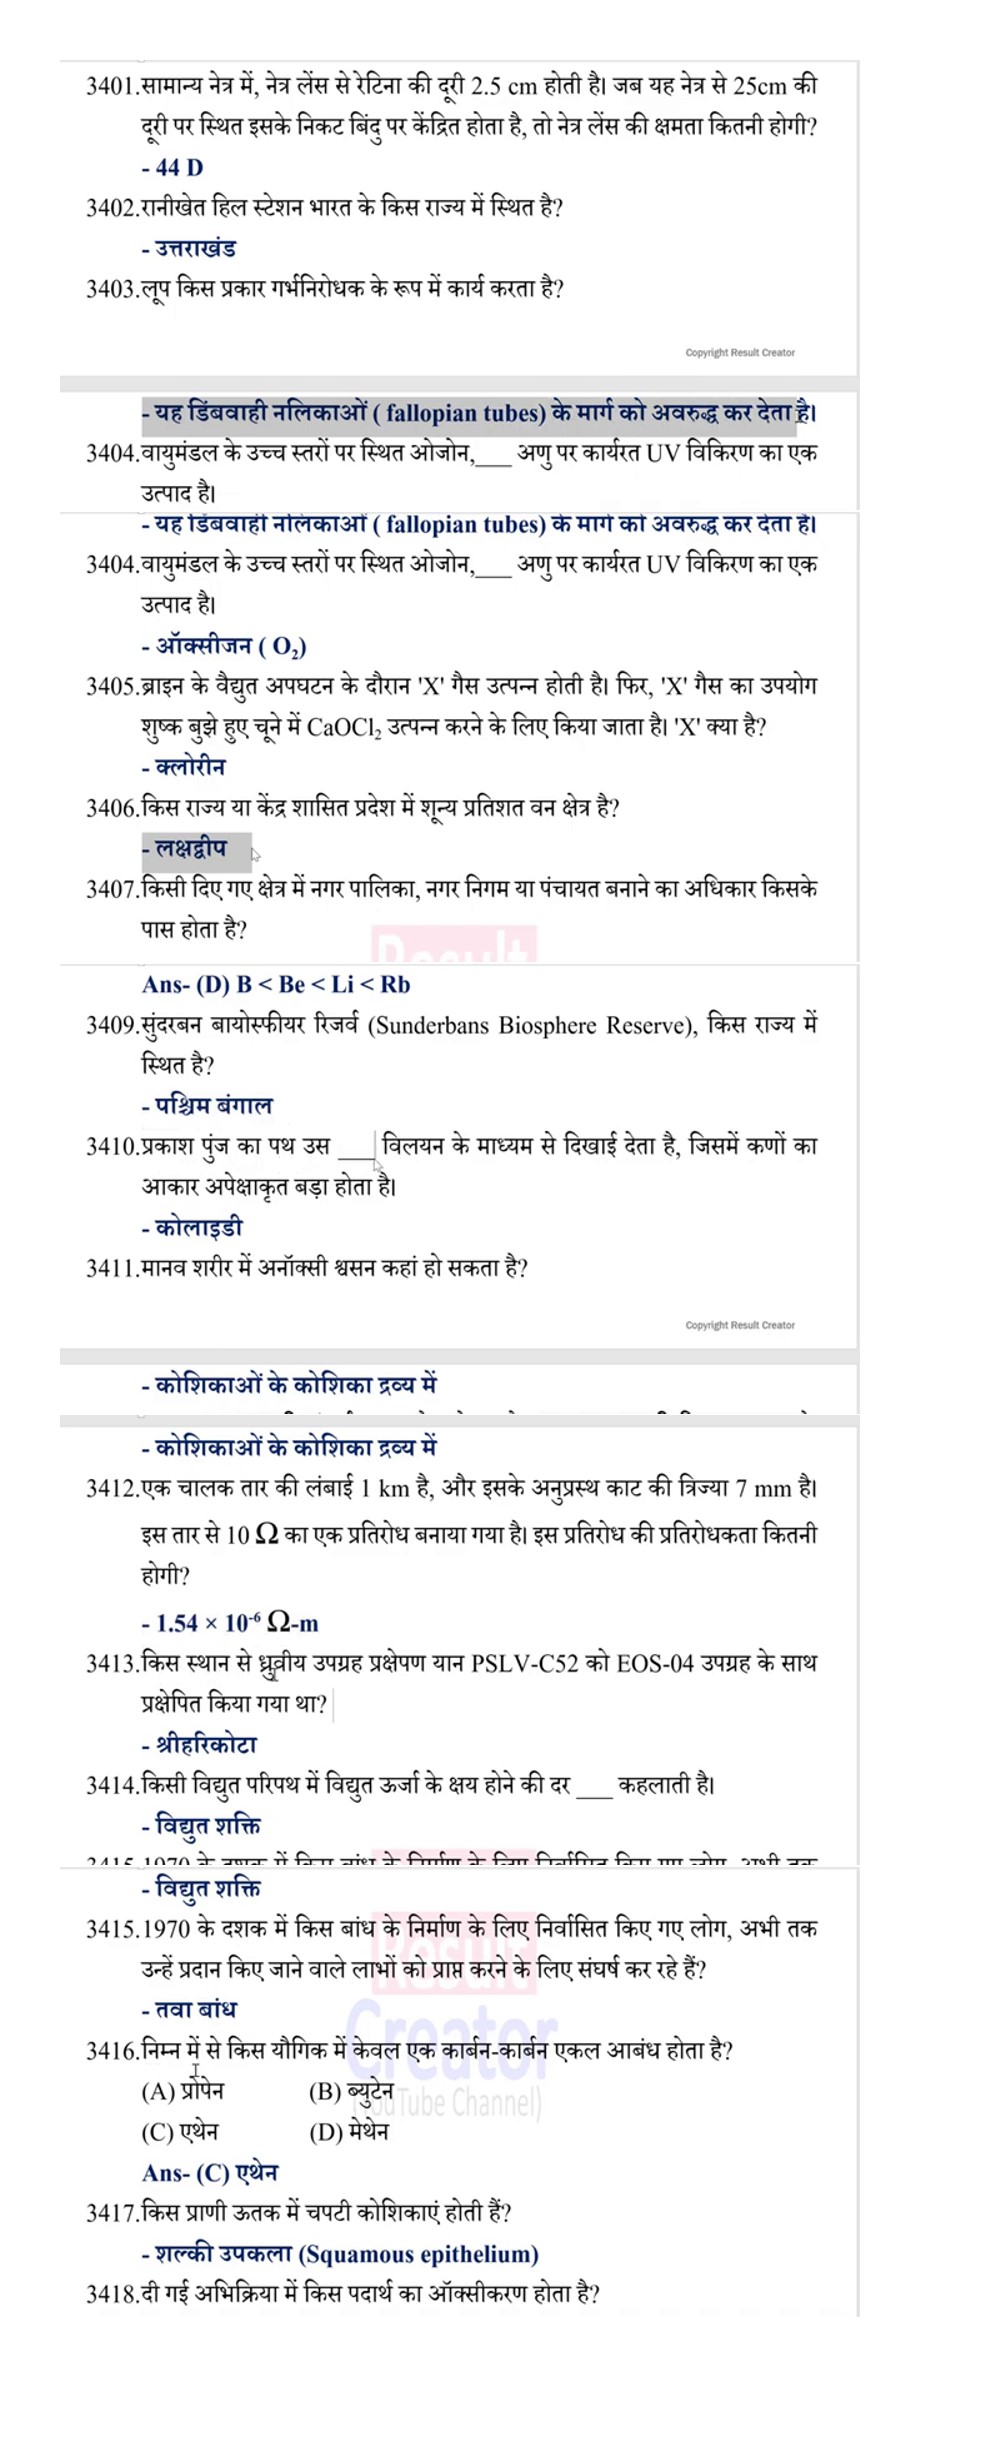 3401.सामान्य नेत्र में, नेत्र लेंस से रेटिना की दूरी 2.5 cm होती है। जब यह नेत्र से 25cm की
दूरी पर स्थित इसके निकट बिंदु पर केंद्रित होता है, तो नेत्र लेंस की क्षमता कितनी होगी?
- 44 D
3402.रानीखेत हिल स्टेशन भारत के किस राज्य में स्थित है?
- उत्तराखंड
3403.लूप किस प्रकार गर्भनिरोधक के रूप में कार्य करता है?
Copyright Result Creator
- यह डिंबवाही नलिकाओं ( fallopian tubes) के मार्ग को अवरुद्ध कर देता है।
3404.वायुमंडल के उच्च स्तरों पर स्थित ओजोन,___ अणु पर कार्यरत UV विकिरण का एक
उत्पाद है।
- यह डिंबवाही नलिकाओं ( fallopian tubes) के मार्ग को अवरुद्ध कर देता है।
3404.वायुमंडल के उच्च स्तरों पर स्थित ओजोन,___ अणु पर कार्यरत UV विकिरण का एक
उत्पाद है।
- ऑक्सीजन ( O₂)
3405.ब्राइन के वैद्युत अपघटन के दौरान 'X' गैस उत्पन्न होती है। फिर, 'X' गैस का उपयोग
शुष्क बुझे हुए चूने में CaOCl₂ उत्पन्न करने के लिए किया जाता है। 'X' क्या है?
- क्लोरीन
3406.किस राज्य या केंद्र शासित प्रदेश में शून्य प्रतिशत वन क्षेत्र है?
- लक्षद्वीप
3407.किसी दिए गए क्षेत्र में नगर पालिका, नगर निगम या पंचायत बनाने का अधिकार किसके
पास होता है?
Result
Ans- (D) B < Be < Li < Rb
3409.सुंदरबन बायोस्फीयर रिजर्व (Sunderbans Biosphere Reserve), किस राज्य में
स्थित है?
- पश्चिम बंगाल
3410.प्रकाश पुंज का पथ उस ___ विलयन के माध्यम से दिखाई देता है, जिसमें कणों का
आकार अपेक्षाकृत बड़ा होता है।
- कोलाइडी
3411.मानव शरीर में अनॉक्सी श्वसन कहां हो सकता है?
Copyright Result Creator
- कोशिकाओं के कोशिका द्रव्य में
- कोशिकाओं के कोशिका द्रव्य में
3412.एक चालक तार की लंबाई 1 km है, और इसके अनुप्रस्थ काट की त्रिज्या 7 mm है।
इस तार से 10 Ω का एक प्रतिरोध बनाया गया है। इस प्रतिरोध की प्रतिरोधकता कितनी
होगी?
- 1.54 × 10⁻⁶ Ω-m
3413.किस स्थान से ध्रुवीय उपग्रह प्रक्षेपण यान PSLV-C52 को EOS-04 उपग्रह के साथ
प्रक्षेपित किया गया था?
- श्रीहरिकोटा
3414.किसी विद्युत परिपथ में विद्युत ऊर्जा के क्षय होने की दर ___ कहलाती है।
- विद्युत शक्ति
3415.1970 के दशक में किस बांध के निर्माण के लिए निर्वासित किए गए लोग, अभी तक
- विद्युत शक्ति
3415.1970 के दशक में किस बांध के निर्माण के लिए निर्वासित किए गए लोग, अभी तक
Result
उन्हें प्रदान किए जाने वाले लाभों को प्राप्त करने के लिए संघर्ष कर रहे हैं?
- तवा बांध
Creator
3416.निम्न में से किस यौगिक में केवल एक कार्बन-कार्बन एकल आबंध होता है?
(A) प्रोपेन (B) ब्युटेन
(YouTube Channel)
(C) एथेन (D) मेथेन
Ans- (C) एथेन
3417.किस प्राणी ऊतक में चपटी कोशिकाएं होती हैं?
- शल्की उपकला (Squamous epithelium)
3418.दी गई अभिक्रिया में किस पदार्थ का ऑक्सीकरण होता है?